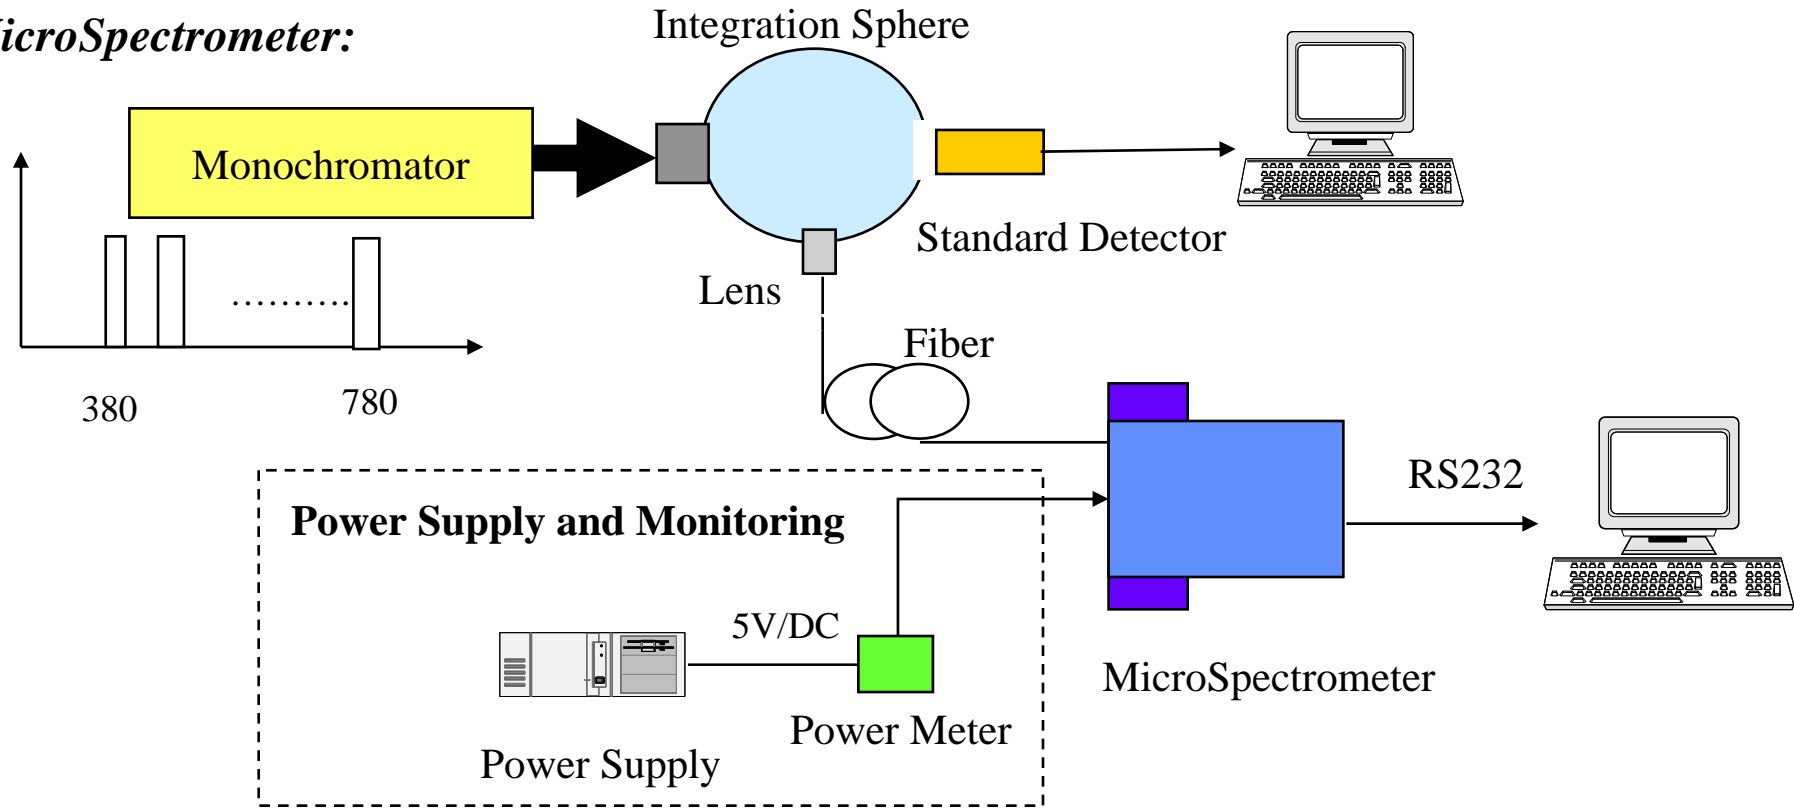 icroSpectrometer:
Integration Sphere
Monochromator
Standard Detector
Lens
Fiber
380
780
..........
RS232
Power Supply and Monitoring
5V/DC
MicroSpectrometer
Power Meter
Power Supply